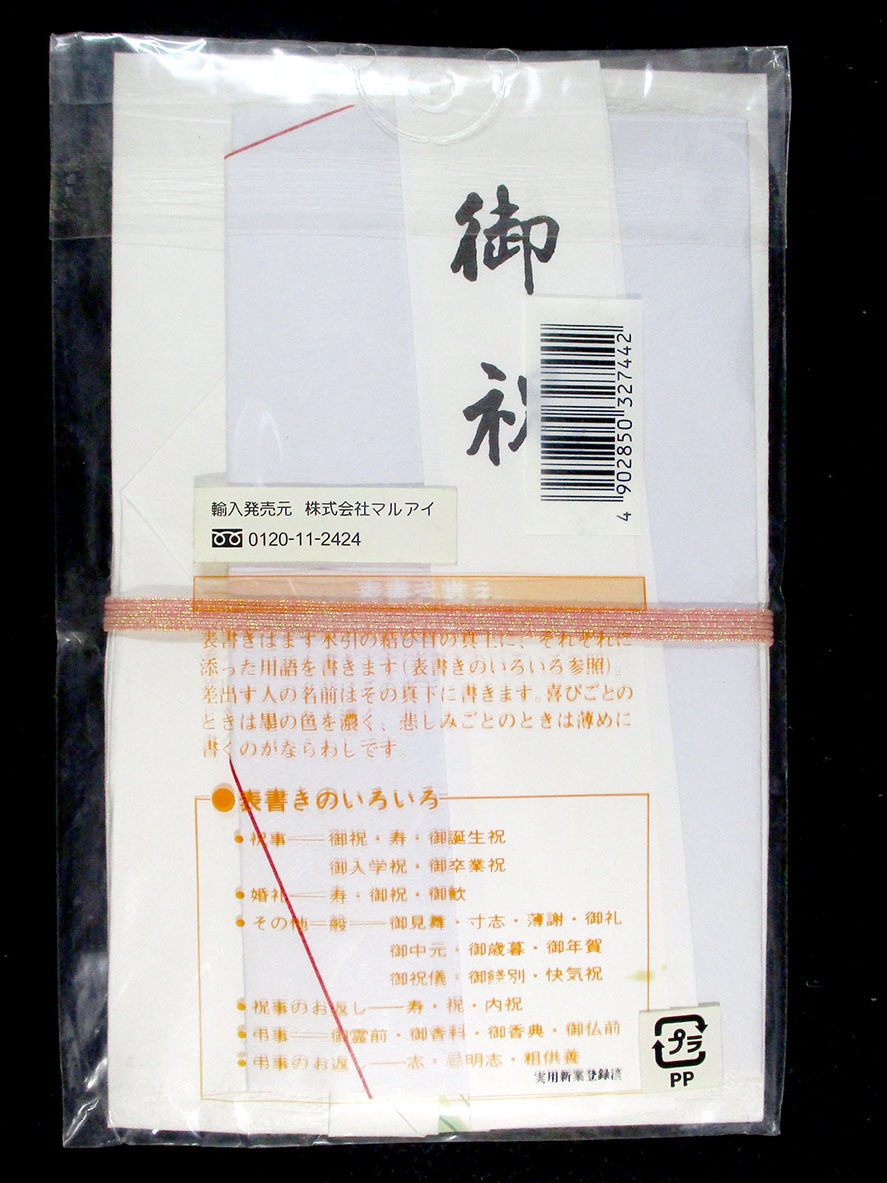 御祝
4 902850 327442
輸入発売元 株式会社マルアイ
0120-11-2424
表書きはまず水引の結び目の真上に、それぞれに
添った用語を書きます(表書きのいろいろ参照)。
差出す人の名前はその真下に書きます。喜びごとの
ときは墨の色を濃く、悲しみごとのときは薄めに
書くのがならわしです。
●表書きのいろいろ
●祝事──御祝・寿・御誕生祝
御入学祝・御卒業祝
●婚礼──寿・御祝・御歓
●その他一般──御見舞・寸志・薄謝・御礼
御中元・御歳暮・御年賀
御祝儀・御餞別・快気祝
●祝事のお返し──寿・祝・内祝
●弔事──御霊前・御香料・御香典・御仏前
●弔事のお返し──志・忌明志・粗供養
実用新案登録済
プラ
PP